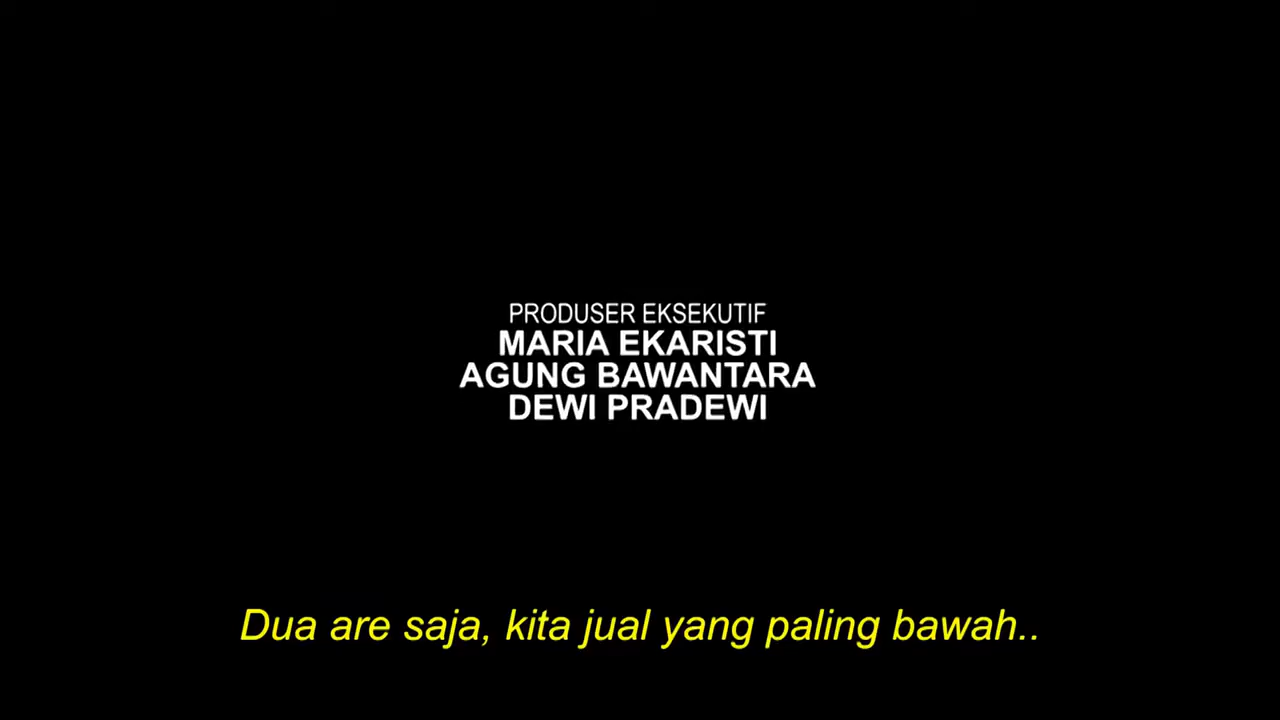 PRODUSER EKSEKUTIF
MARIA EKARISTI
AGUNG BAWANTARA
DEWI PRADEWI
Dua are saja, kita jual yang paling bawah..